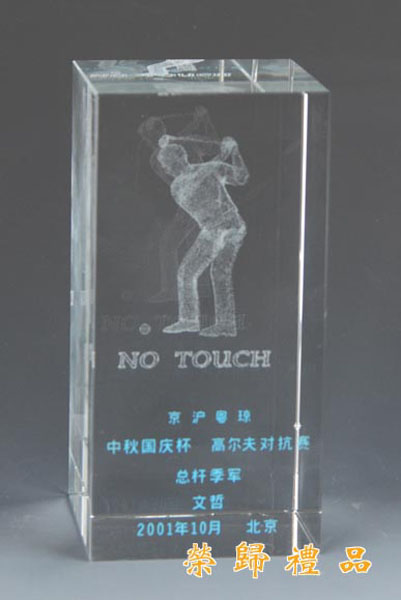 NO TOUCH
京沪粤琼
中秋国庆杯 高尔夫对抗赛
总杆季军
文哲
2001年10月 北京
榮歸禮品